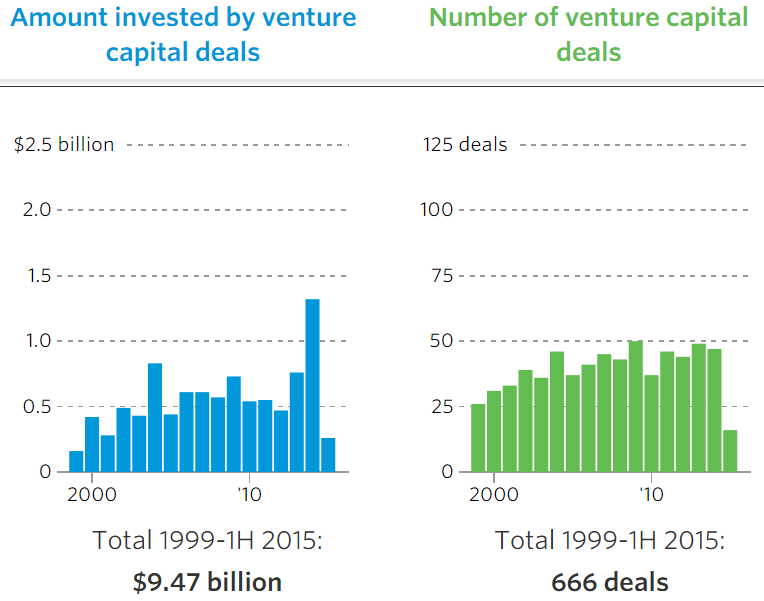 Amount invested by venture
capital deals
Number of venture capital
deals
$2.5 billion
2.0
1.5
1.0
0.5
0
2000
'10
Total 1999-1H 2015:
$9.47 billion
125 deals
100
75
50
25
0
2000
'10
Total 1999-1H 2015:
666 deals